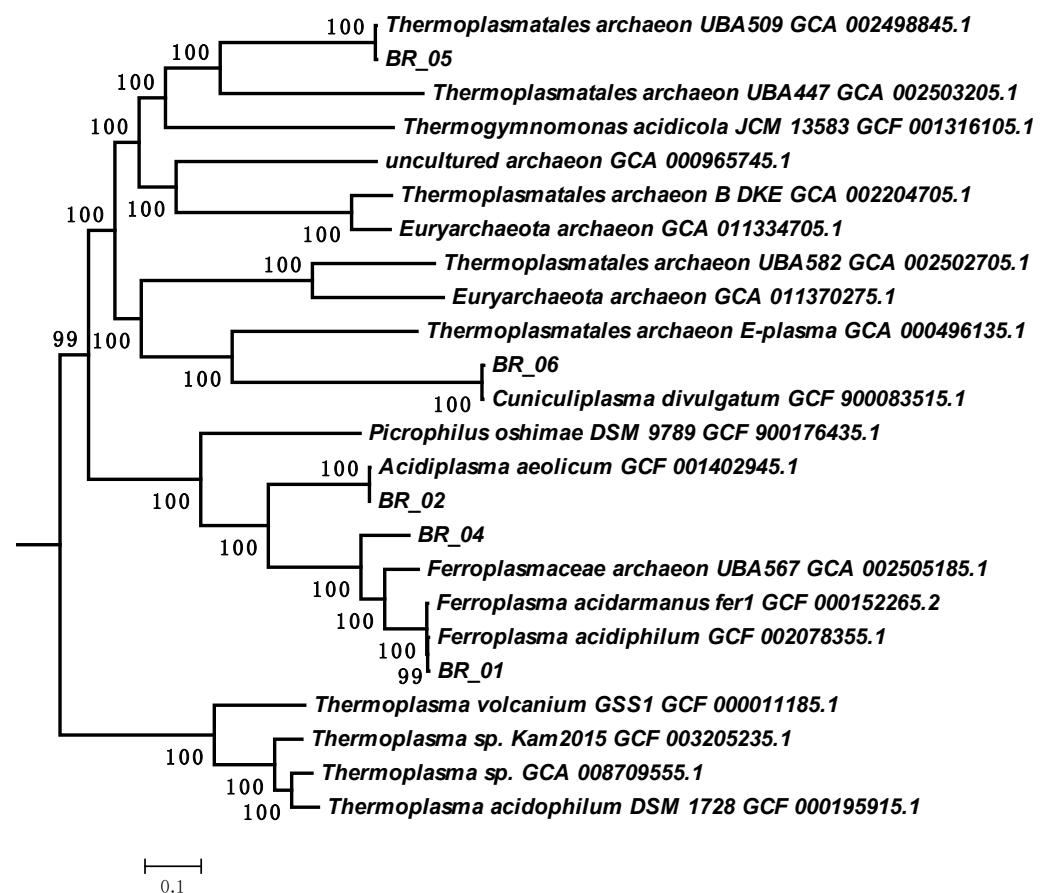 100 Thermoplasmatales archaeon UBA509 GCA 002498845.1
100 BR_05
100 Thermoplasmatales archaeon UBA447 GCA 002503205.1
100 Thermogymnomonas acidicola JCM 13583 GCF 001316105.1
uncultured archaeon GCA 000965745.1
100 Thermoplasmatales archaeon B DKE GCA 002204705.1
100 100 Euryarchaeota archaeon GCA 011334705.1
100 Thermoplasmatales archaeon UBA582 GCA 002502705.1
Euryarchaeota archaeon GCA 011370275.1
99 100 Thermoplasmatales archaeon E-plasma GCA 000496135.1
100 BR_06
100 Cuniculiplasma divulgatum GCF 900083515.1
Picrophilus oshimae DSM 9789 GCF 900176435.1
100 Acidiplasma aeolicum GCF 001402945.1
100 BR_02
100 BR_04
100 Ferroplasmaceae archaeon UBA567 GCA 002505185.1
100 Ferroplasma acidarmanus fer1 GCF 000152265.2
100 Ferroplasma acidiphilum GCF 002078355.1
99 BR_01
Thermoplasma volcanium GSS1 GCF 000011185.1
100 Thermoplasma sp. Kam2015 GCF 003205235.1
100 Thermoplasma sp. GCA 008709555.1
100 Thermoplasma acidophilum DSM 1728 GCF 000195915.1
0.1